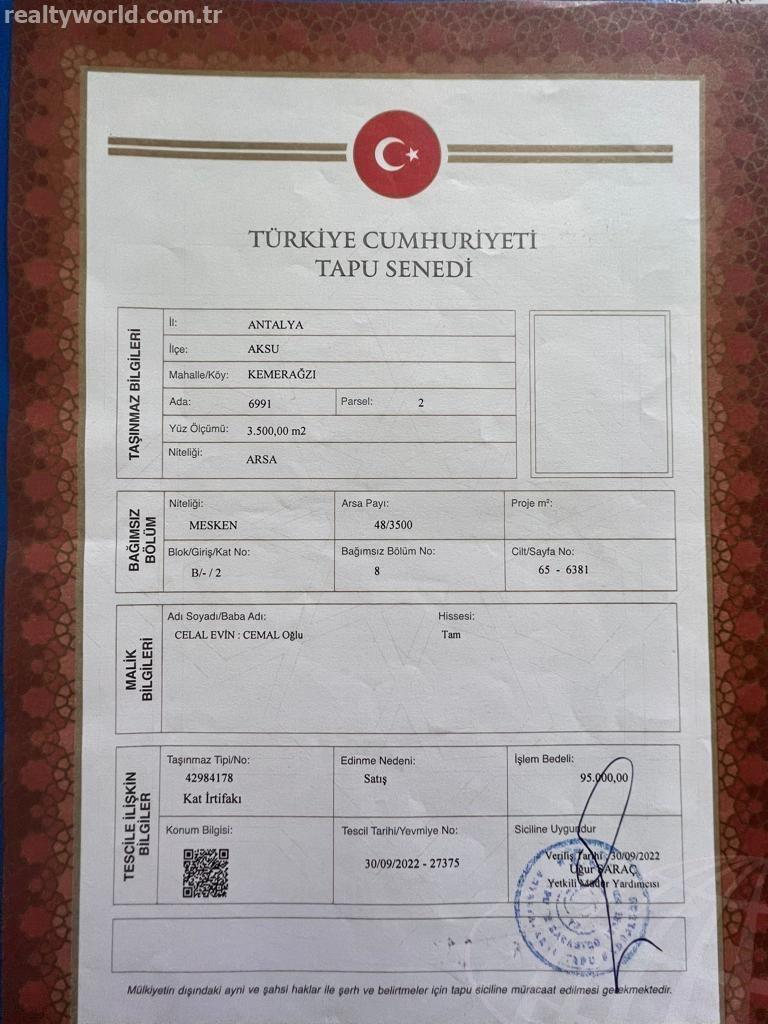 realtyworld.com.tr
TÜRKİYE CUMHURİYETİ
TAPU SENEDİ
TAŞINMAZ BİLGİLERİ
İl: ANTALYA
İlçe: AKSU
Mahalle/Köy: KEMERAĞZI
Ada: 6991 Parsel: 2
Yüz Ölçümü: 3.500,00 m2
Niteliği: ARSA
BAĞIMSIZ
BÖLÜM
Niteliği: Arsa Payı: Proje m²:
MESKEN 48/3500
Blok/Giriş/Kat No: Bağımsız Bölüm No: Cilt/Sayfa No:
B/- / 2 8 65 - 6381
MALİK
BİLGİLERİ
Adı Soyadı/Baba Adı: Hissesi:
CELAL EVİN : CEMAL Oğlu Tam
TESCİLE İLİŞKİN
BİLGİLER
Taşınmaz Tipi/No: Edinme Nedeni: İşlem Bedeli:
42984178 Satış 95.000,00
Kat İrtifakı
Konum Bilgisi: Tescil Tarihi/Yevmiye No: Siciline Uygundur
30/09/2022 - 27375
Veriliş Tarihi : 30/09/2022
Uğur SARAÇ
Yetkili Müdür Yardımcısı
Mülkiyetin dışındaki ayni ve şahsi haklar ile şerh ve belirtmeler için tapu siciline müracaat edilmesi gerekmektedir.